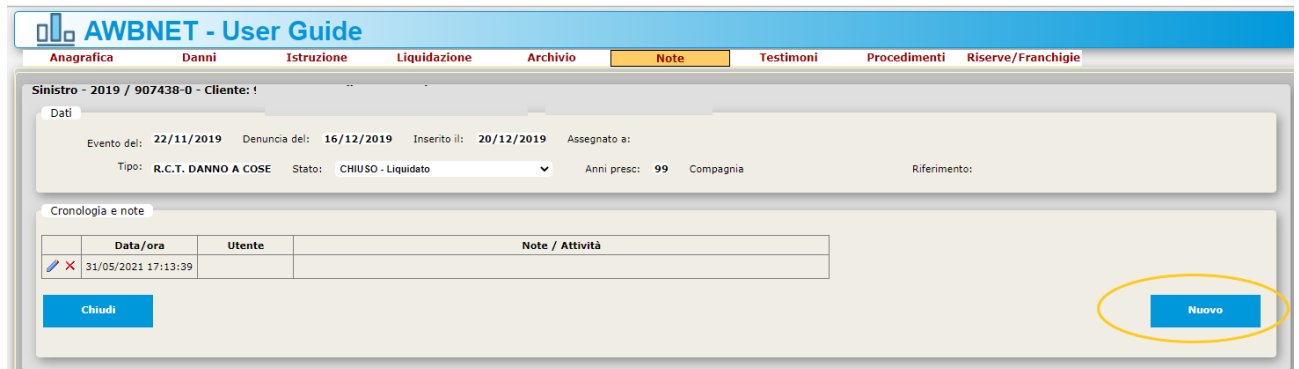 AWBNET - User Guide
Anagrafica Danni Istruzione Liquidazione Archivio Note Testimoni Procedimenti Riserve/Franchigie
Sinistro - 2019 / 907438-0 - Cliente:
Dati
Evento del: 22/11/2019 Denuncia del: 16/12/2019 Inserito il: 20/12/2019 Assegnato a:
Tipo: R.C.T. DANNO A COSE Stato: CHIUSO - Liquidato Anni presc: 99 Compagnia Riferimento:
Cronologia e note
Data/ora Utente Note / Attività
31/05/2021 17:13:39
Chiudi Nuovo